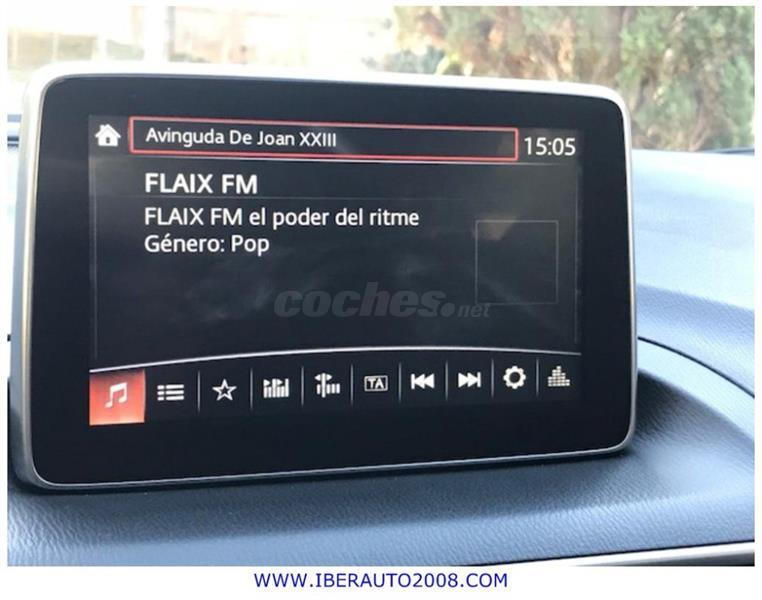 Avinguda De Joan XXIII
15:05
FLAIX FM
FLAIX FM el poder del ritme
Género: Pop
coches.net
TA
WWW.IBERAUTO2008.COM